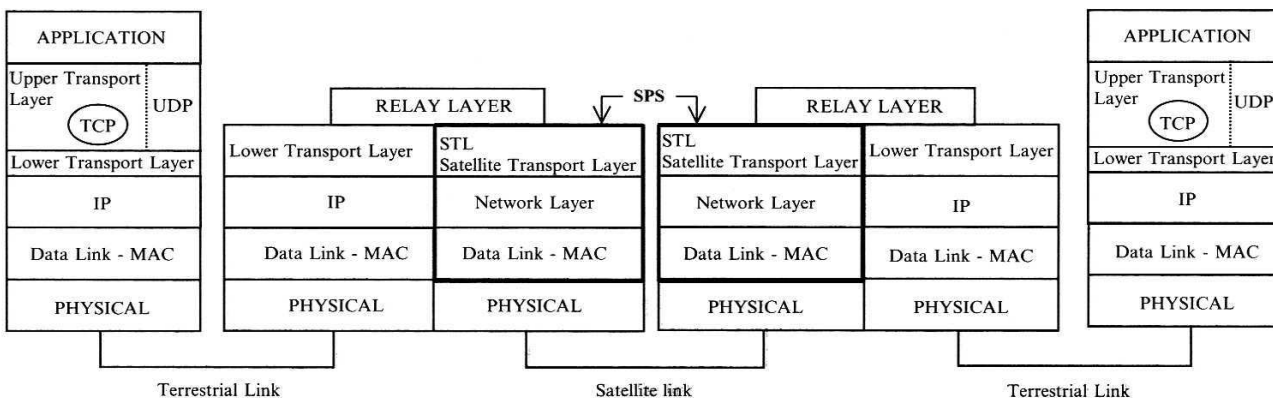 APPLICATION
Upper Transport
Layer
TCP
UDP
Lower Transport Layer
IP
Data Link - MAC
PHYSICAL
RELAY LAYER
Lower Transport Layer
IP
Data Link - MAC
PHYSICAL
STL
Satellite Transport Layer
Network Layer
Data Link - MAC
PHYSICAL
SPS
RELAY LAYER
STL
Satellite Transport Layer
Network Layer
Data Link - MAC
PHYSICAL
Lower Transport Layer
IP
Data Link - MAC
PHYSICAL
APPLICATION
Upper Transport
Layer
TCP
UDP
Lower Transport Layer
IP
Data Link - MAC
PHYSICAL
Terrestrial Link
Satellite link
Terrestrial Link